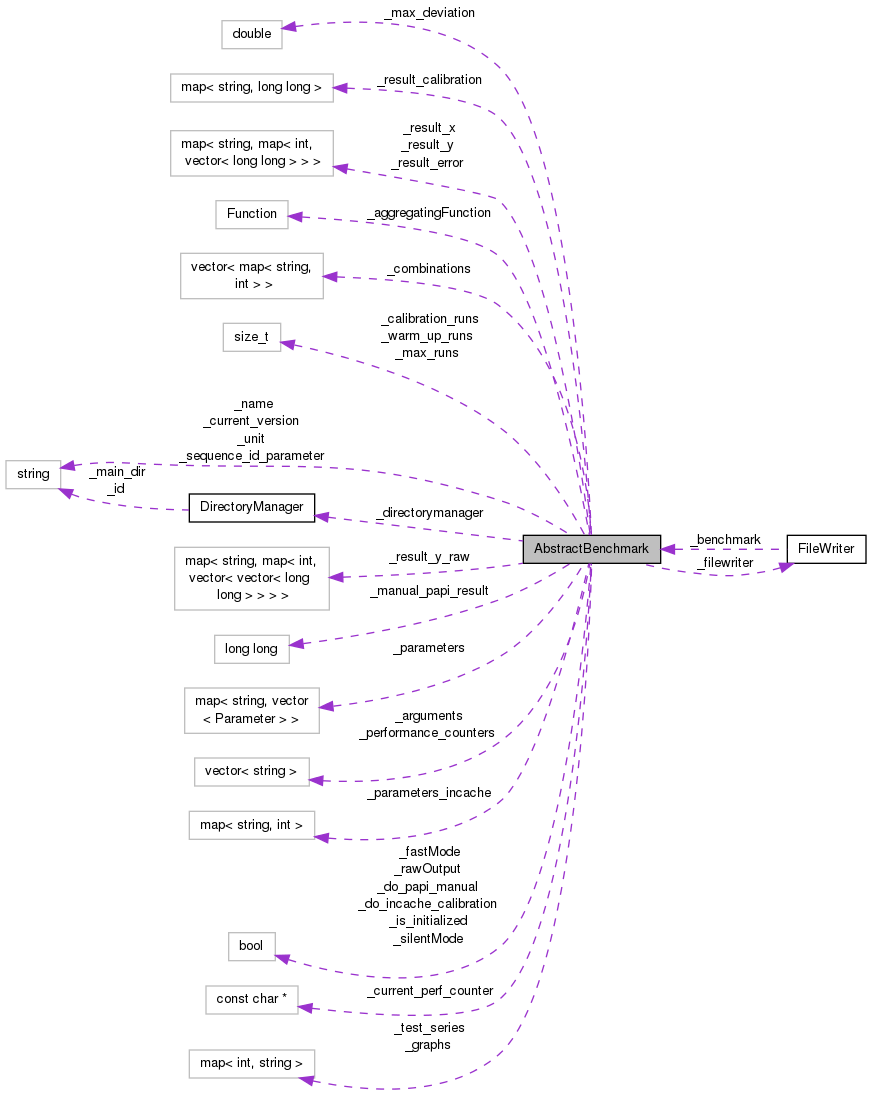 _max_deviation
double
_result_calibration
map< string, long long >
_result_x
_result_y
_result_error
map< string, map< int,
vector< long long > > >
_aggregatingFunction
Function
_combinations
vector< map< string,
int > >
_calibration_runs
_warm_up_runs
_max_runs
size_t
_name
_current_version
_unit
_sequence_id_parameter
string
_main_dir
_id
DirectoryManager
_directorymanager
AbstractBenchmark
_benchmark
_filewriter
FileWriter
_result_y_raw
map< string, map< int,
vector< vector< long
long > > > >
_manual_papi_result
long long
_parameters
map< string, vector
< Parameter > >
_arguments
_performance_counters
vector< string >
_parameters_incache
map< string, int >
_fastMode
_rawOutput
_do_papi_manual
_do_incache_calibration
_is_initialized
_silentMode
bool
_current_perf_counter
const char *
_test_series
_graphs
map< int, string >